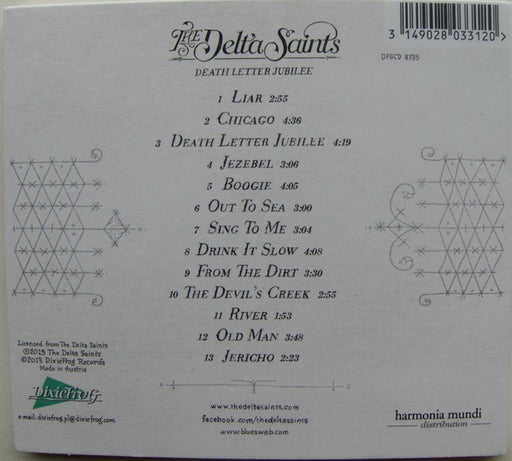 The Delta Saints
3 149028 033120 >
DFGCD 8735
DEATH LETTER JUBILEE
1 LIAR 2:55
2 CHICAGO 4:36
3 DEATH LETTER JUBILEE 4:19
4 JEZEBEL 3:06
5 BOOGIE 4:05
6 OUT TO SEA 3:00
7 SING TO ME 3:04
8 DRINK IT SLOW 4:08
9 FROM THE DIRT 3:30
10 THE DEVIL'S CREEK 2:55
11 RIVER 1:53
12 OLD MAN 3:48
13 JERICHO 2:23
Licensed from The Delta Saints
℗2013 The Delta Saints
©2013 DixieFrog Records
Made in Austria
DixieFrog
e-mail: dixiefrog.pl@dixiefrog.com
www.thedeltasaints.com
facebook.com/thedeltasaints
www.bluesweb.com
harmonia mundi
distribution